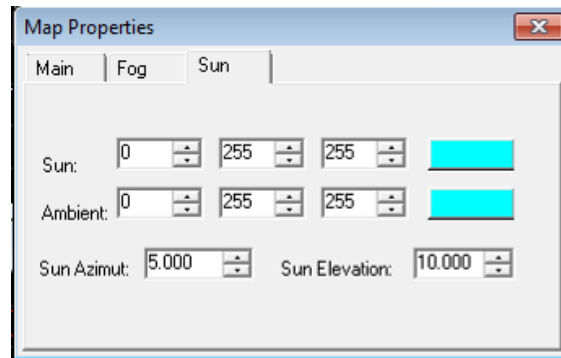 Map Properties
Main Fog Sun
Sun: 0 255 255
Ambient: 0 255 255
Sun Azimut: 5.000 Sun Elevation: 10.000